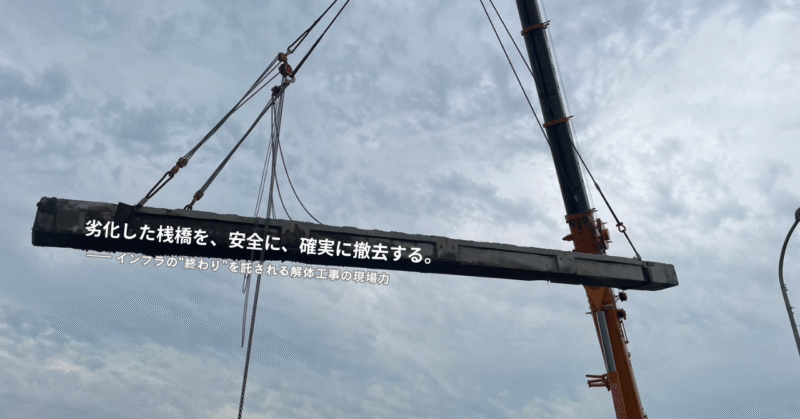 劣化した桟橋を、安全に、確実に撤去する。
── インフラの"終わり"を託される解体工事の現場力